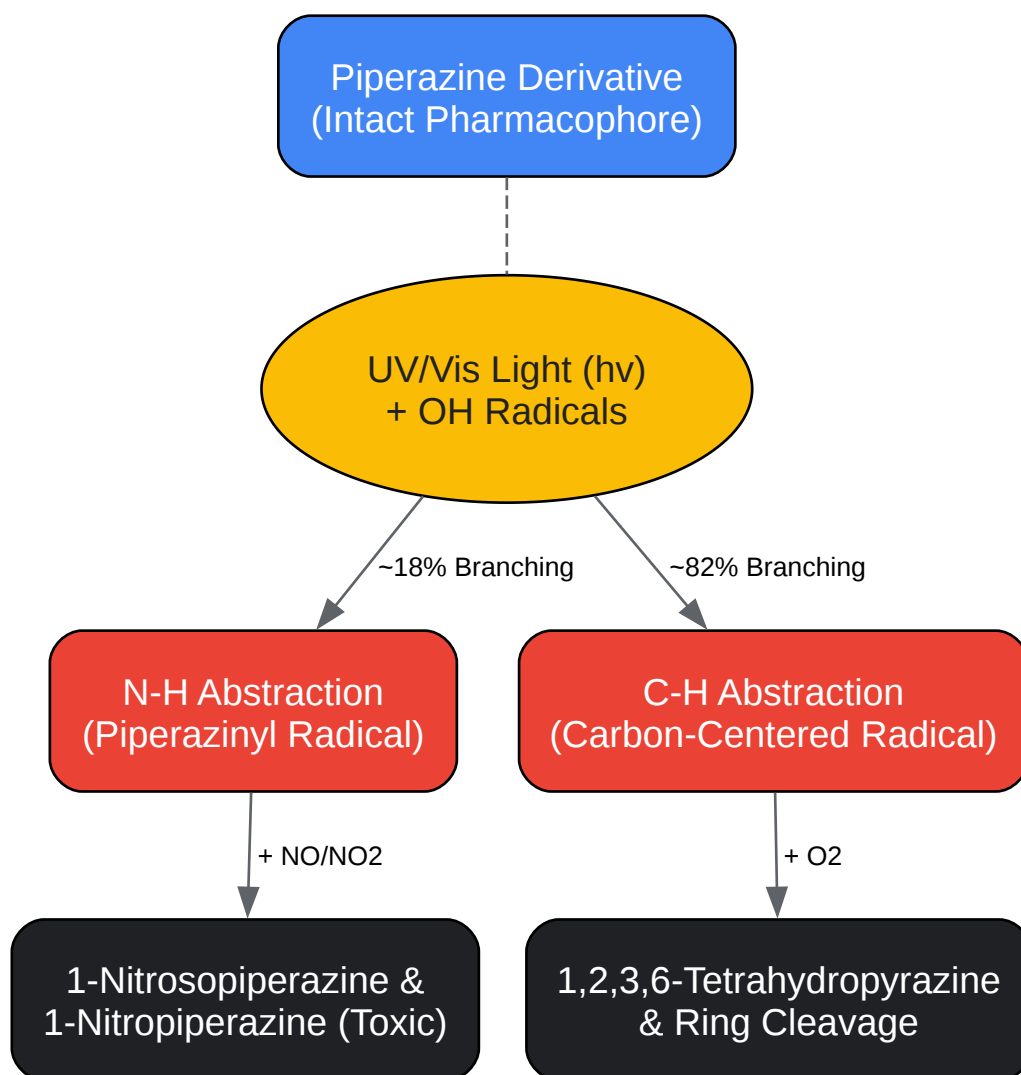 Piperazine Derivative
(Intact Pharmacophore)
UV/Vis Light (hv)
+ OH Radicals
~18% Branching
~82% Branching
N-H Abstraction
(Piperazinyl Radical)
C-H Abstraction
(Carbon-Centered Radical)
+ NO/NO2
+ O2
1-Nitrosopiperazine &
1-Nitropiperazine (Toxic)
1,2,3,6-Tetrahydropyrazine
& Ring Cleavage